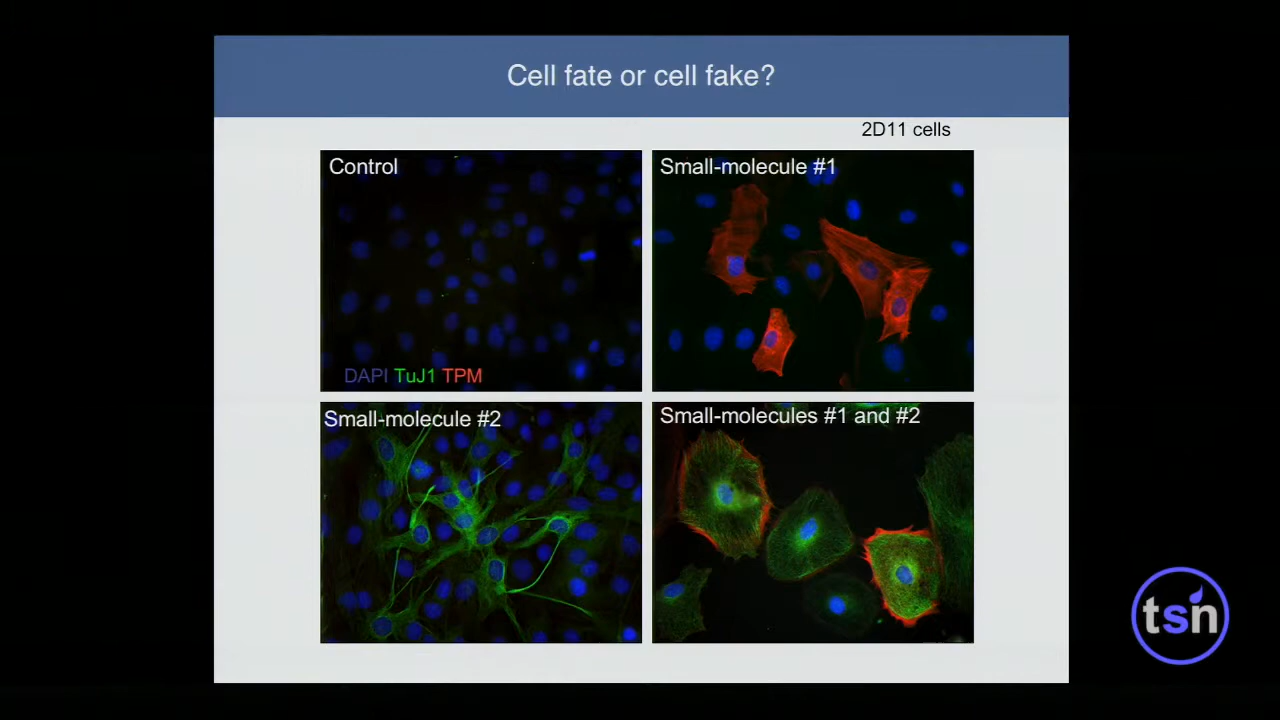 Cell fate or cell fake?
2D11 cells
Control
Small-molecule #1
DAPI TuJ1 TPM
Small-molecule #2
Small-molecules #1 and #2
tsn